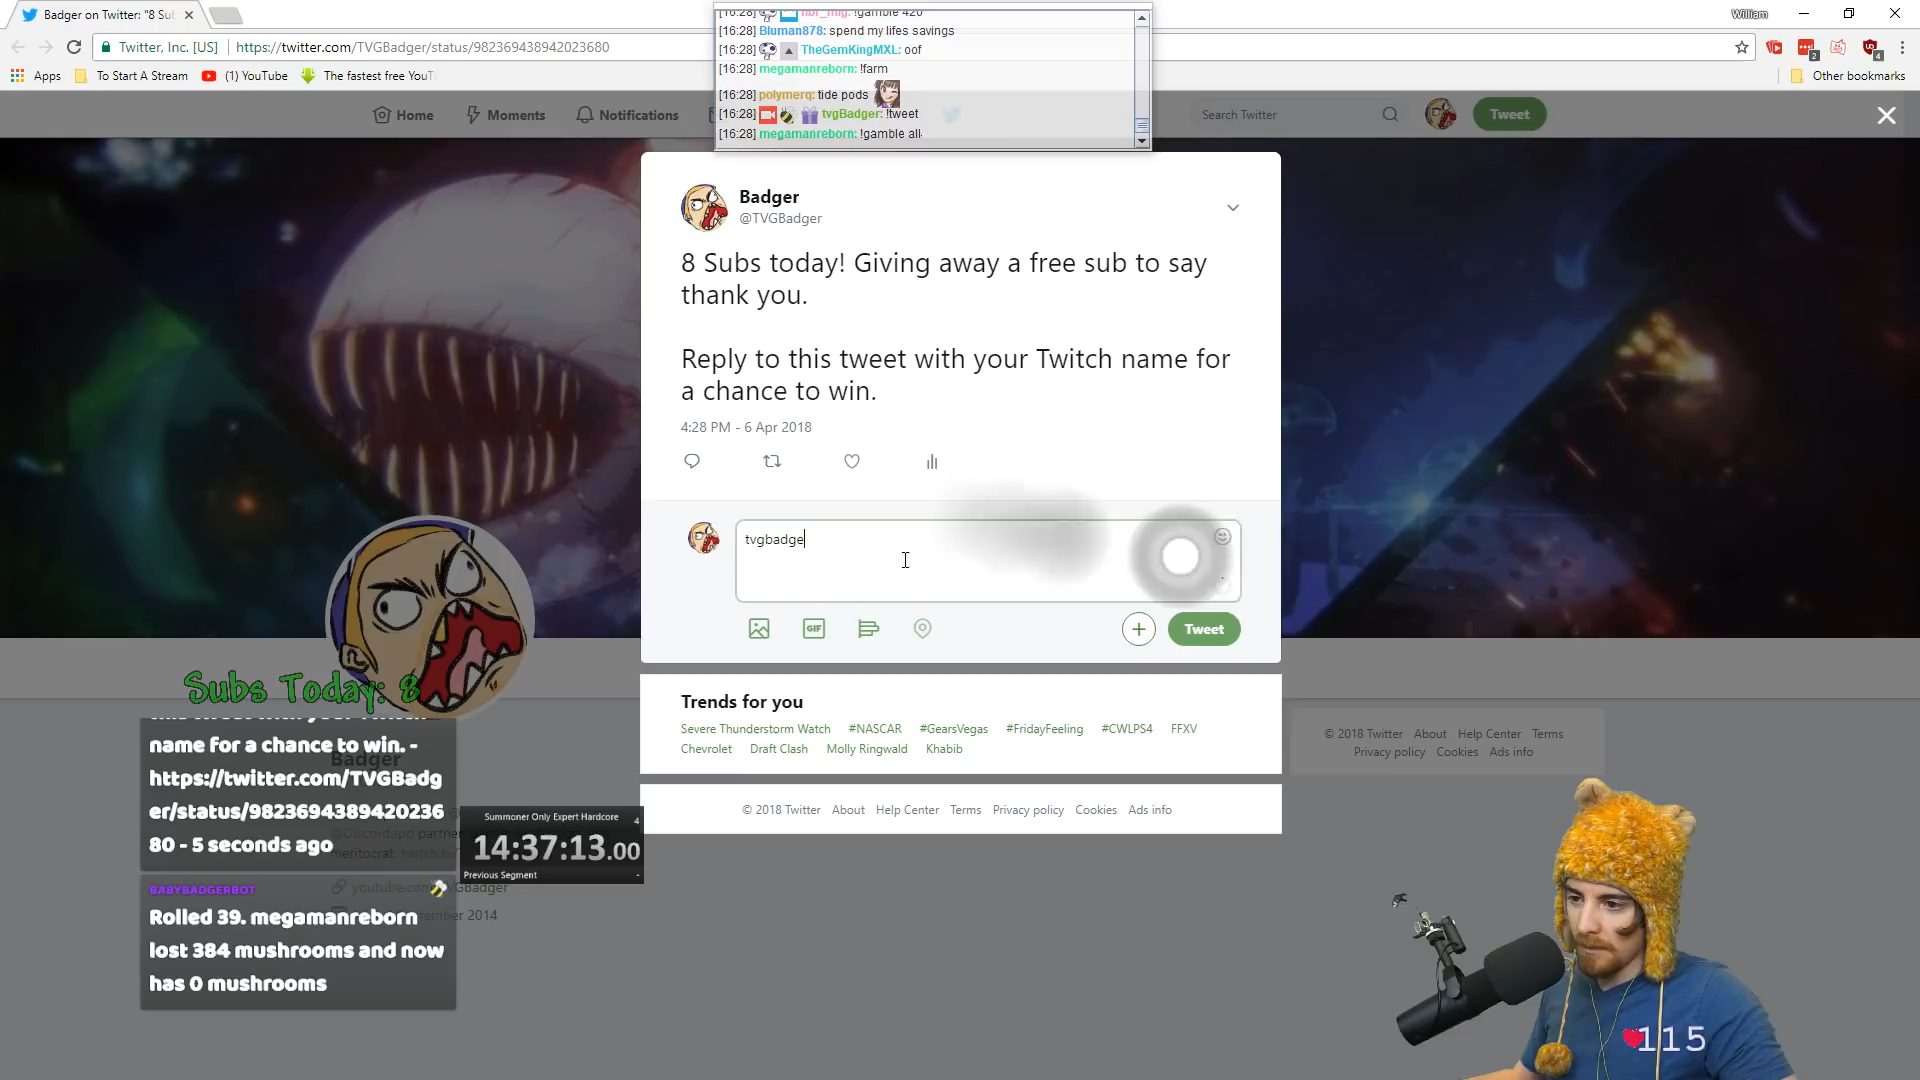 Badger on Twitter: "8 Sub
William
Twitter, Inc. [US]
https://twitter.com/TVGBadger/status/982369438942023680
2
4
Apps
To Start A Stream
(1) YouTube
The fastest free YouT
Other bookmarks
[16:28] nbr_mlg: !gamble 420
[16:28] Bluman878: spend my lifes savings
[16:28] TheGemKingMXL: oof
[16:28] megamanreborn: !farm
[16:28] polymerq: tide pods
[16:28] tvgBadger: !tweet
[16:28] megamanreborn: !gamble all
Home
Moments
Notifications
Search Twitter
Tweet
Badger
@TVGBadger
8 Subs today! Giving away a free sub to say
thank you.
Reply to this tweet with your Twitch name for
a chance to win.
4:28 PM - 6 Apr 2018
tvgbadge
GIF
Tweet
Trends for you
Severe Thunderstorm Watch #NASCAR #GearsVegas #FridayFeeling #CWLPS4 FFXV
Chevrolet Draft Clash Molly Ringwald Khabib
© 2018 Twitter About Help Center Terms Privacy policy Cookies Ads info
© 2018 Twitter About Help Center Terms
Privacy policy Cookies Ads info
Subs Today: 8
name for a chance to win. -
https://twitter.com/TVGBadg
er/status/9823694389420236
80 - 5 seconds ago
Badger
BABYBADGERBOT
Rolled 39. megamanreborn
lost 384 mushrooms and now
has 0 mushrooms
Summoner Only Expert Hardcore
4
14:37:13.00
Previous Segment
-
115